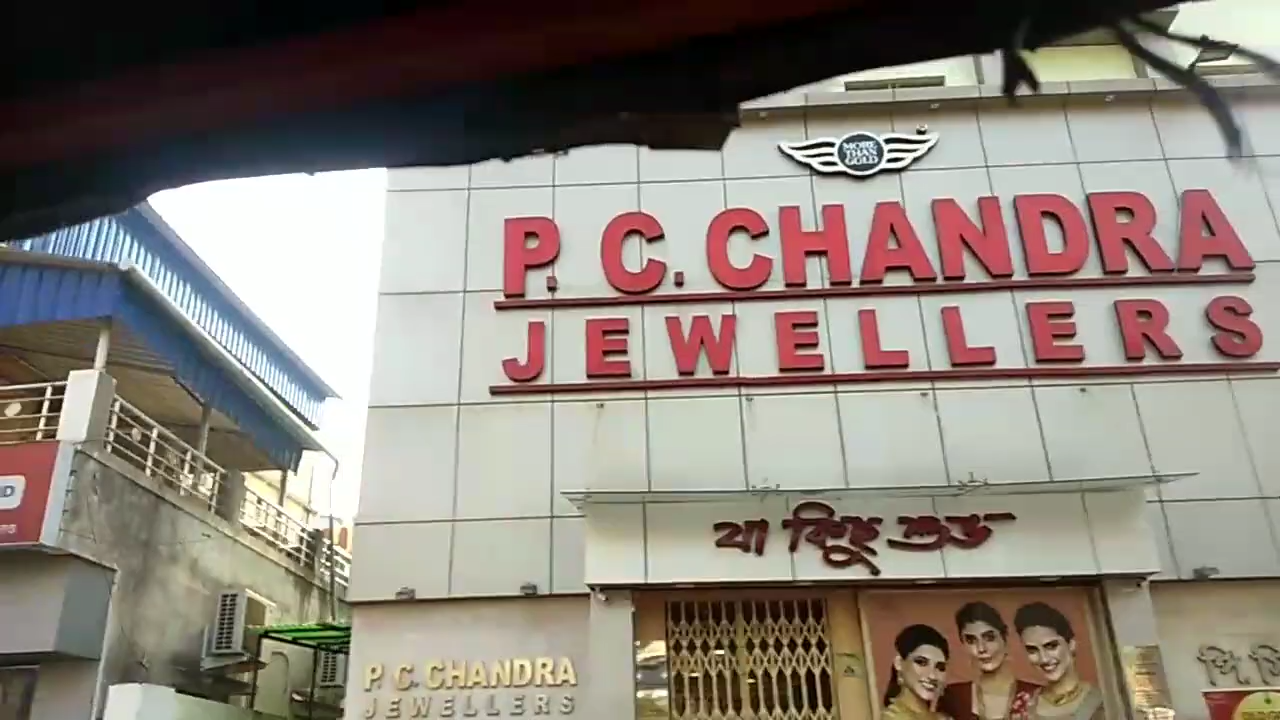 MORE
THAN
GOLD
P. C. CHANDRA
JEWELLERS
যা কিছু শুভ
P. C. CHANDRA
JEWELLERS